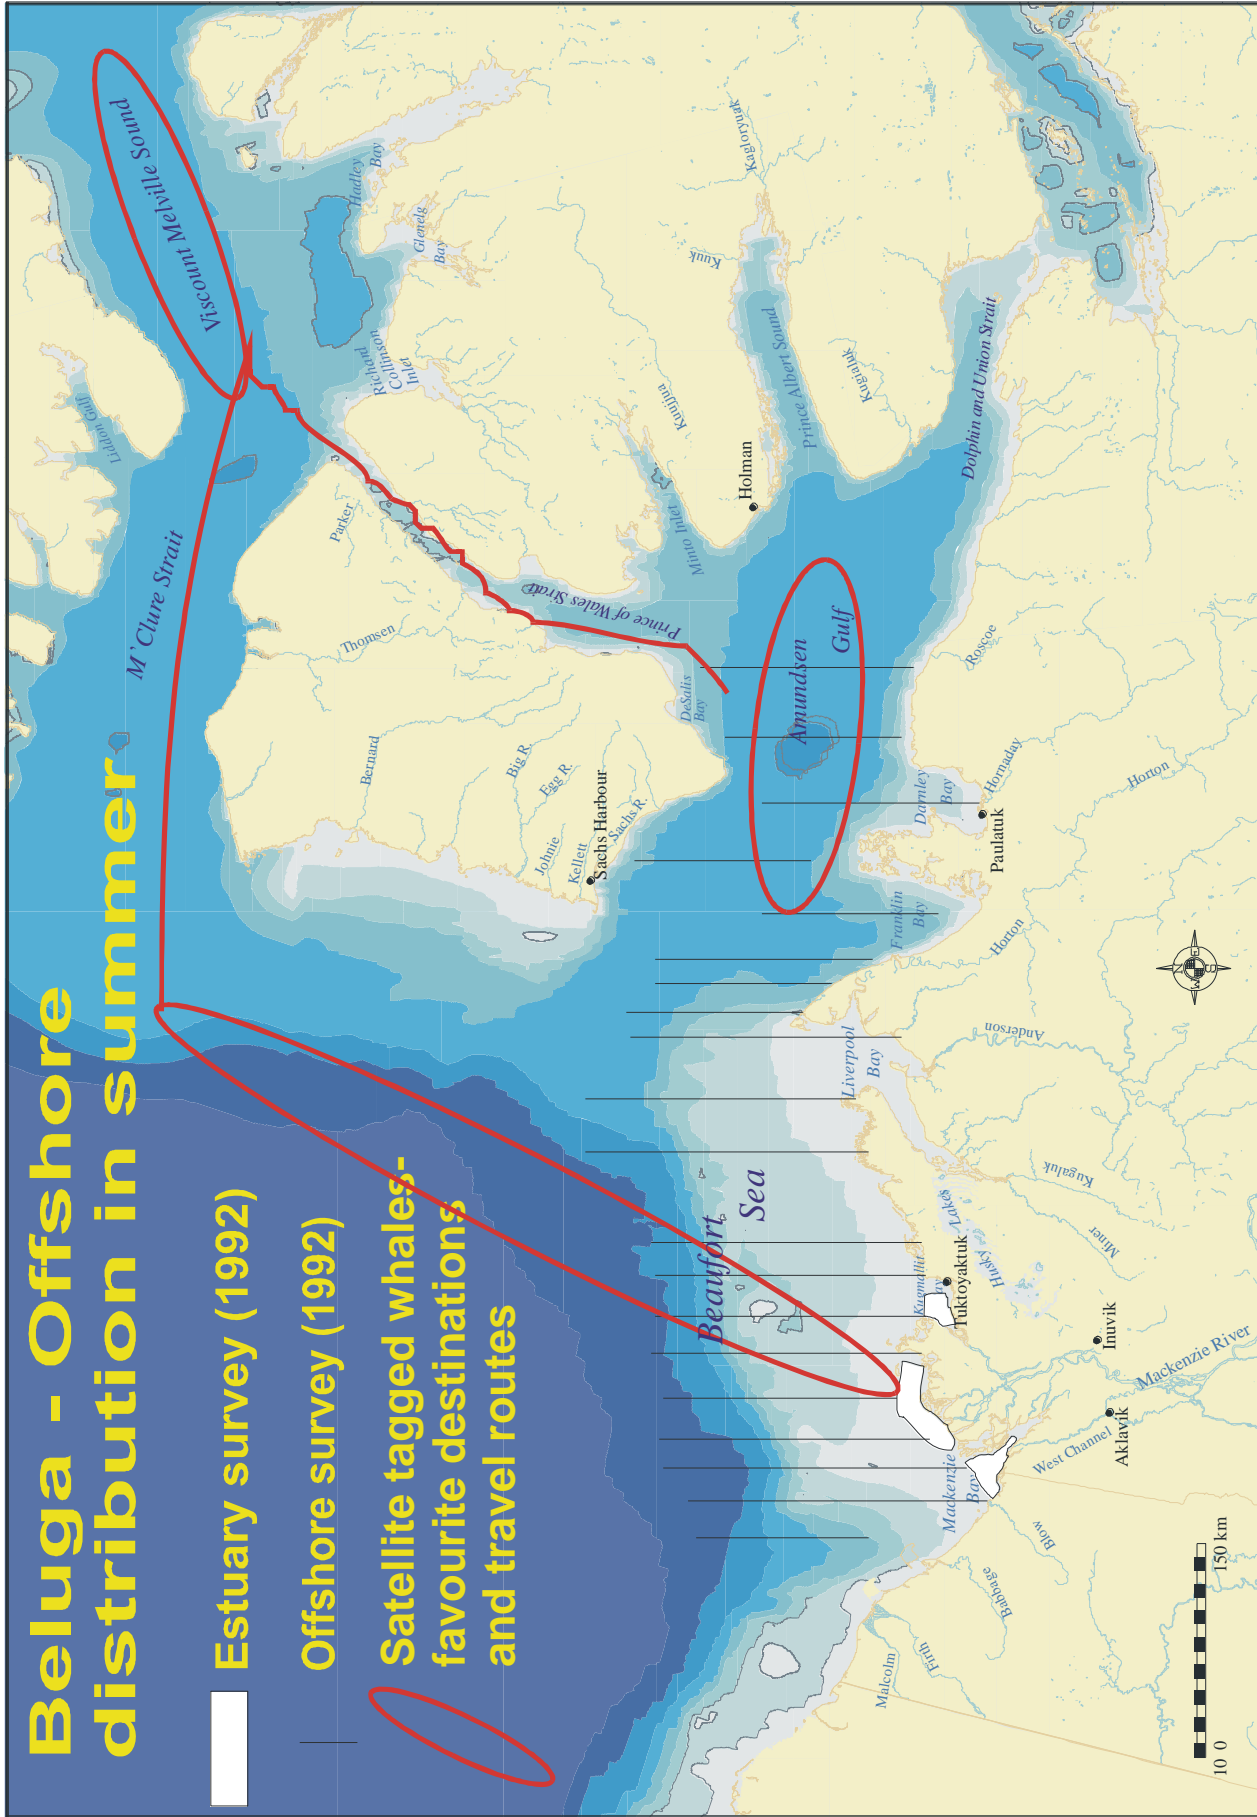 Beluga - Offshore
distribution in summer
Estuary survey (1992)
Offshore survey (1992)
Satellite tagged whales-
favourite destinations
and travel routes
Viscount Melville Sound
M`Clure Strait
Liddon Gulf
Hadley
Bay
Glenelg
Bay
Richard
Collinson
Inlet
Kagloryuak
Kuuk
Prince Albert Sound
Kugialuk
Kuujjua
Holman
Minto Inlet
Dolphin and Union Strait
Parker
Prince of Wales Strait
Thomsen
DeSalis
Bay
Bernard
Big R.
Egg R.
Johnie
Kellett
Sachs R.
Sachs Harbour
Amundsen
Gulf
Roscoe
Darnley
Bay
Hornaday
Horton
Paulatuk
Franklin
Bay
Horton
Liverpool
Bay
Anderson
Beaufort
Sea
Kugmallit
Bay
Tuktoyaktuk
Husky
Lakes
Kugaluk
Miner
Inuvik
Mackenzie River
Aklavik
West Channel
Mackenzie
Bay
Blow
Babbage
Firth
Malcolm
N
S
10 0
150 km